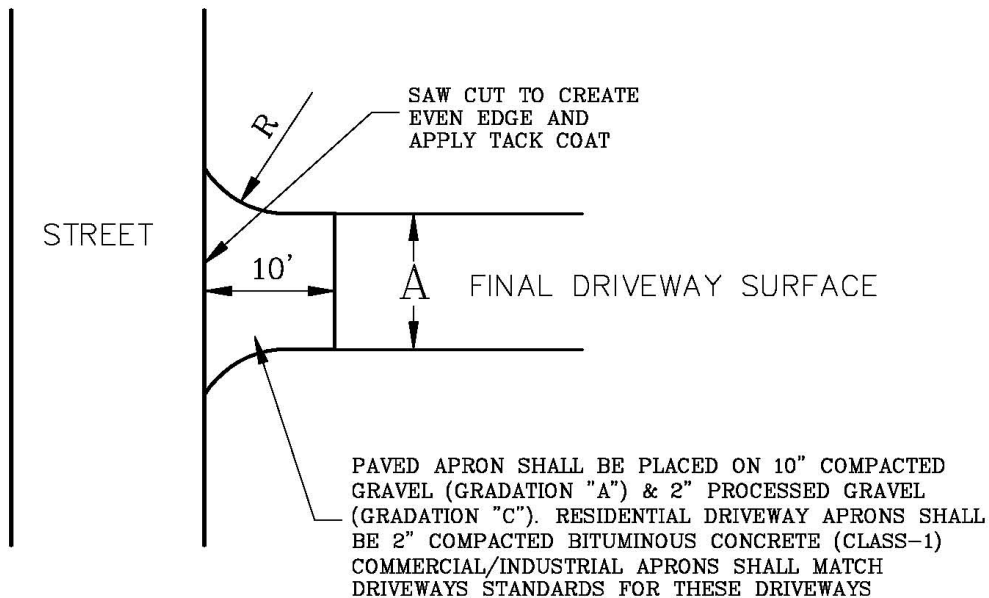 SAW CUT TO CREATE
EVEN EDGE AND
APPLY TACK COAT
R
STREET
10'
A
FINAL DRIVEWAY SURFACE
PAVED APRON SHALL BE PLACED ON 10" COMPACTED
GRAVEL (GRADATION "A") & 2" PROCESSED GRAVEL
(GRADATION "C"). RESIDENTIAL DRIVEWAY APRONS SHALL
BE 2" COMPACTED BITUMINOUS CONCRETE (CLASS-1)
COMMERCIAL/INDUSTRIAL APRONS SHALL MATCH
DRIVEWAYS STANDARDS FOR THESE DRIVEWAYS